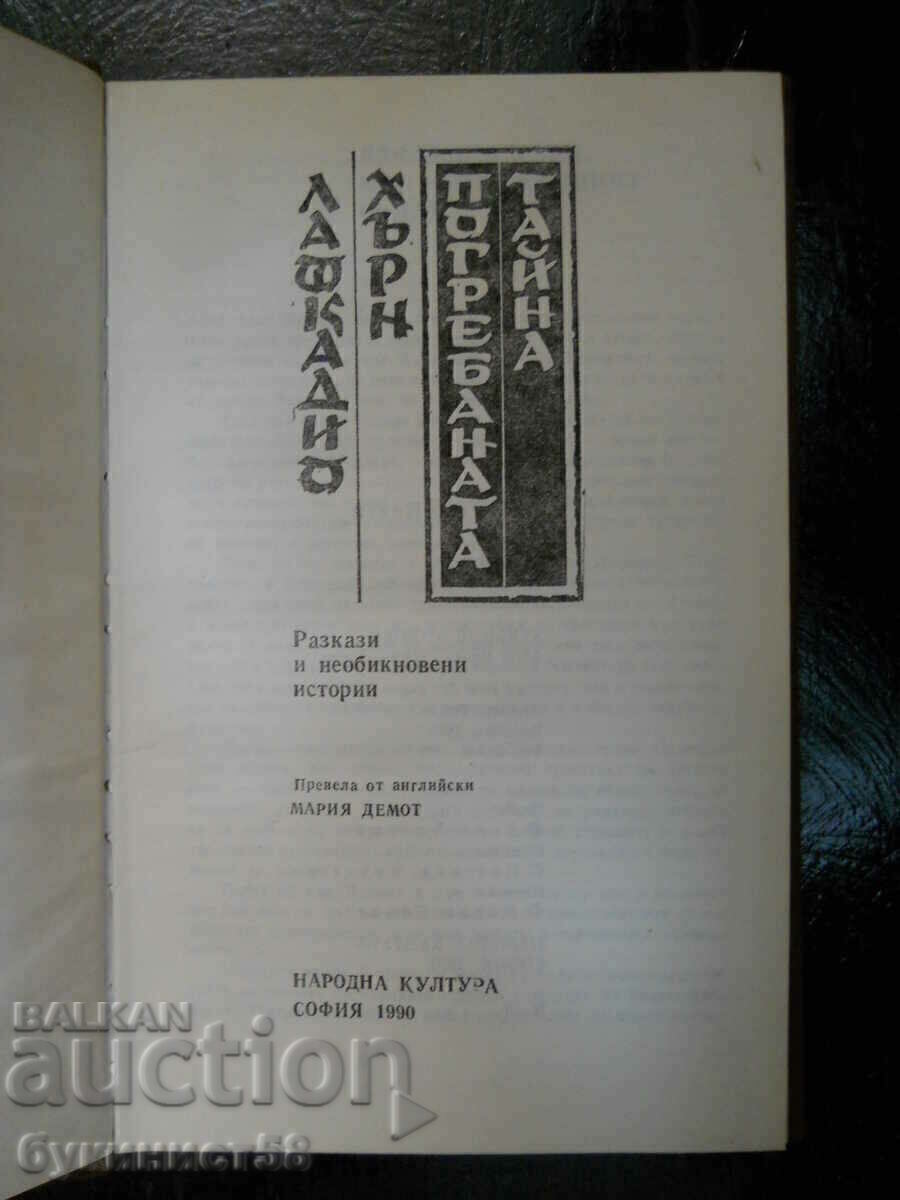 ЛАФКАДИО
ХЪРН
ПОГРЕБАНАТА
ТАЙНА
Разкази
и необикновени
истории
Превела от английски
МАРИЯ ДЕМОТ
НАРОДНА КУЛТУРА
СОФИЯ 1990
BALKAN
auction
букинист58